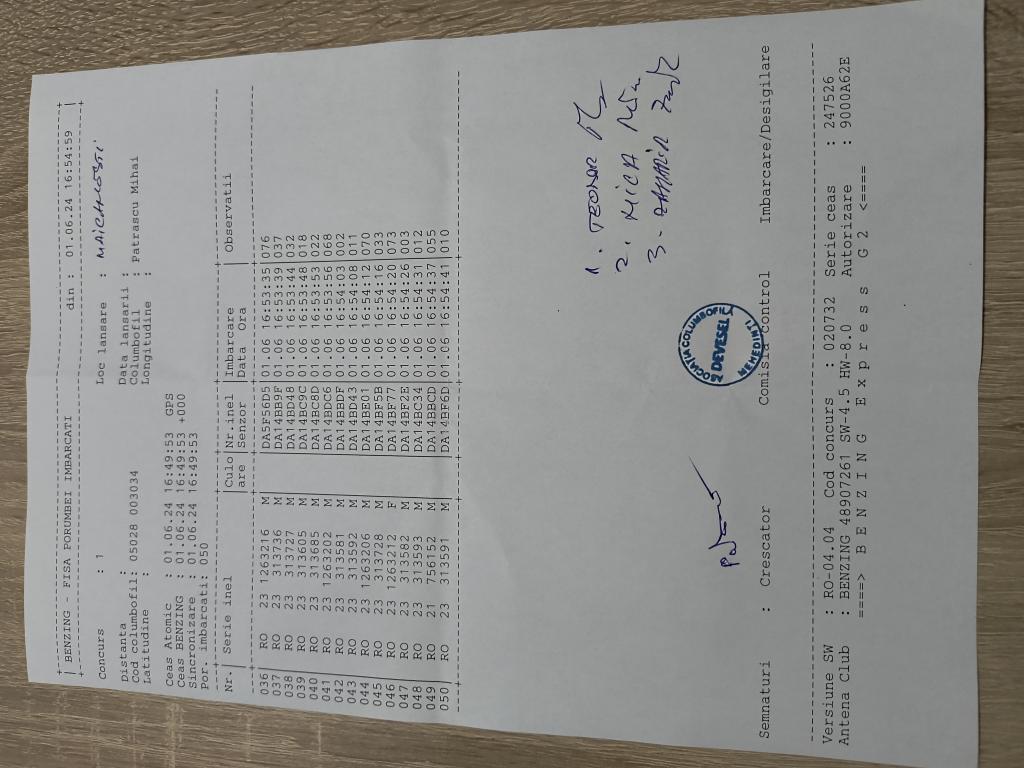 BENZING - FISA PORUMBEI IMBARCATI din : 01.06.24 16:54:59
Concurs : 1 Loc lansare :
Distanta : Data lansarii :
Cod columbofil: 05028 003034 Columbofil : Patrascu Mihai
Latitudine : Longitudine :
Ceas Atomic : 01.06.24 16:49:53 GPS
Ceas BENZING : 01.06.24 16:49:53 +000
Sincronizare : 01.06.24 16:49:53
Por. imbarcati: 050
Nr. | Serie inel |Culo|Nr.inel |Imbarcare | Observatii
are |Senzor |Data Ora
036| RO 23 1263216 M DA5F56D5 01.06 16:53:35 076
037| RO 23 313736 M DA14BB9F 01.06 16:53:39 037
038| RO 23 313727 M DA14BD48 01.06 16:53:44 032
039| RO 23 313605 M DA14BC9C 01.06 16:53:48 018
040| RO 23 313685 M DA14BC8D 01.06 16:53:53 022
041| RO 23 1263202 M DA14BDC6 01.06 16:53:56 068
042| RO 23 313581 M DA14BBDF 01.06 16:54:03 002
043| RO 23 313592 M DA14BD43 01.06 16:54:08 011
044| RO 23 1263206 M DA14BE01 01.06 16:54:12 070
045| RO 23 313728 M DA14BF2B 01.06 16:54:16 033
046| RO 23 1263212 F DA14BF77 01.06 16:54:20 073
047| RO 23 313582 M DA14BF2E 01.06 16:54:26 003
048| RO 23 313593 M DA14BC34 01.06 16:54:31 012
049| RO 21 756152 M DA14BBCD 01.06 16:54:37 055
050| RO 23 313591 M DA14BF6D 01.06 16:54:41 010
1. TEODOR
2. MICA
3.
DEVESEL
MEHEDINTI
Semnaturi : Crescator Comisia control Imbarcare/Desigilare
Versiune SW : RO-04.04 Cod concurs : 020732 Serie ceas : 247526
Antena Club : BENZING 48907261 SW-4.5 HW-8.0 Autorizare : 9000A62E
====> B E N Z I N G E x p r e s s G 2 <====